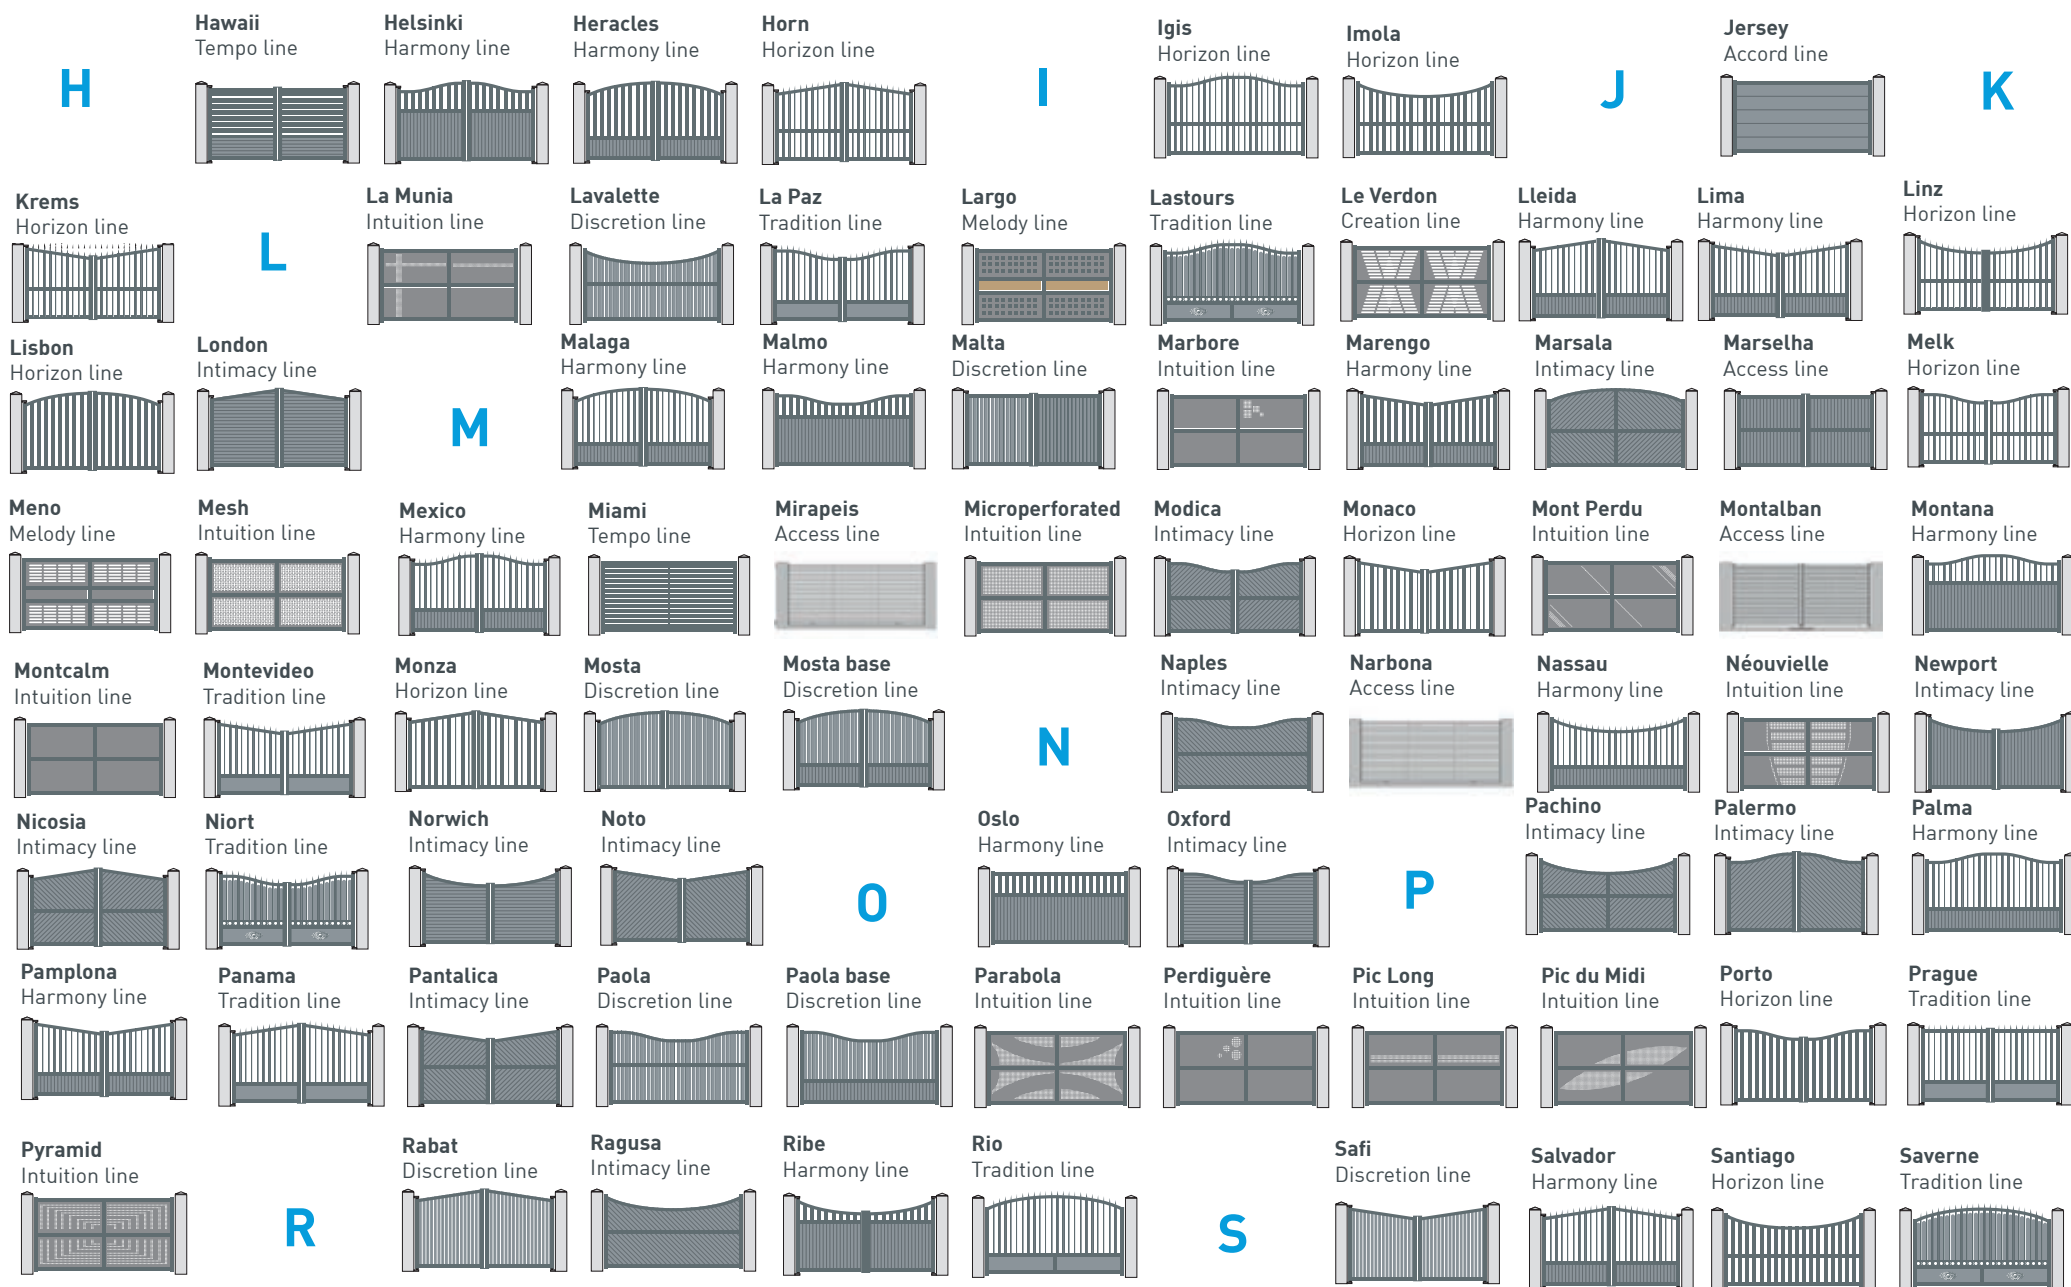 H
Hawaii
Tempo line
Helsinki
Harmony line
Heracles
Harmony line
Horn
Horizon line
I
Igis
Horizon line
Imola
Horizon line
J
Jersey
Accord line
K
Krems
Horizon line
L
La Munia
Intuition line
Lavalette
Discretion line
La Paz
Tradition line
Largo
Melody line
Lastours
Tradition line
Le Verdon
Creation line
Lleida
Harmony line
Lima
Harmony line
Linz
Horizon line
Lisbon
Horizon line
London
Intimacy line
M
Malaga
Harmony line
Malmo
Harmony line
Malta
Discretion line
Marbore
Intuition line
Marengo
Harmony line
Marsala
Intimacy line
Marselha
Access line
Melk
Horizon line
Meno
Melody line
Mesh
Intuition line
Mexico
Harmony line
Miami
Tempo line
Mirapeis
Access line
Microperforated
Intuition line
Modica
Intimacy line
Monaco
Horizon line
Mont Perdu
Intuition line
Montalban
Access line
Montana
Harmony line
Montcalm
Intuition line
Montevideo
Tradition line
Monza
Horizon line
Mosta
Discretion line
Mosta base
Discretion line
N
Naples
Intimacy line
Narbona
Access line
Nassau
Harmony line
Néouvielle
Intuition line
Newport
Intimacy line
Nicosia
Intimacy line
Niort
Tradition line
Norwich
Intimacy line
Noto
Intimacy line
O
Oslo
Harmony line
Oxford
Intimacy line
P
Pachino
Intimacy line
Palermo
Intimacy line
Palma
Harmony line
Pamplona
Harmony line
Panama
Tradition line
Pantalica
Intimacy line
Paola
Discretion line
Paola base
Discretion line
Parabola
Intuition line
Perdiguère
Intuition line
Pic Long
Intuition line
Pic du Midi
Intuition line
Porto
Horizon line
Prague
Tradition line
Pyramid
Intuition line
R
Rabat
Discretion line
Ragusa
Intimacy line
Ribe
Harmony line
Rio
Tradition line
S
Safi
Discretion line
Salvador
Harmony line
Santiago
Horizon line
Saverne
Tradition line